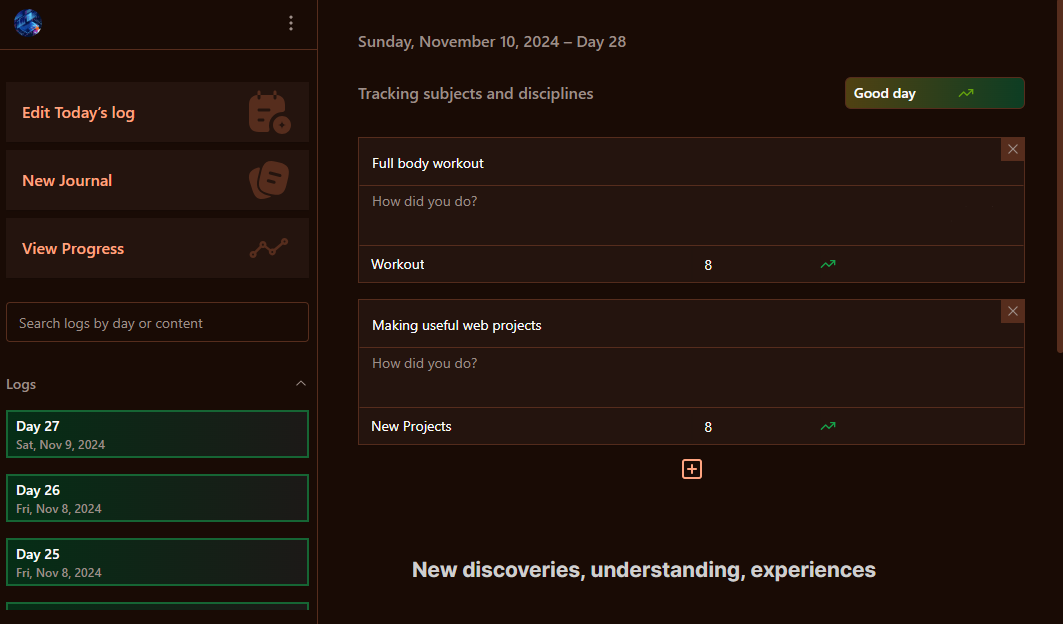 Edit Today’s log
New Journal
View Progress
Search logs by day or content
Logs
Day 27
Sat, Nov 9, 2024
Day 26
Fri, Nov 8, 2024
Day 25
Fri, Nov 8, 2024
Sunday, November 10, 2024 – Day 28
Tracking subjects and disciplines
Good day
Full body workout
How did you do?
Workout 8
Making useful web projects
How did you do?
New Projects 8
New discoveries, understanding, experiences